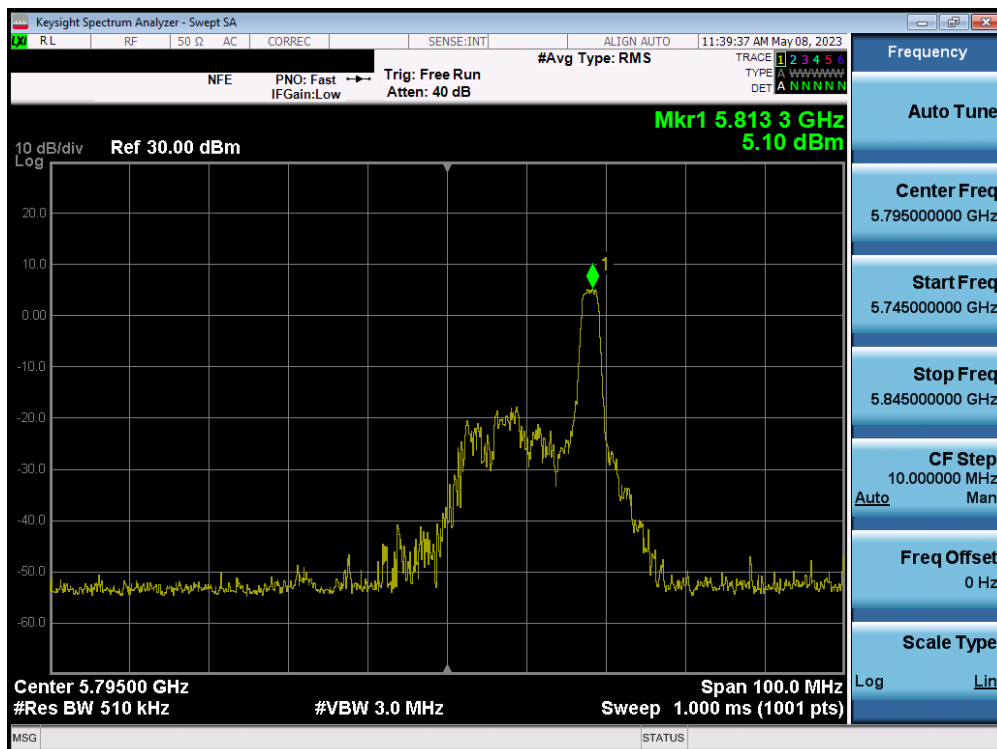 Keysight Spectrum Analyzer - Swept SA
LXI RL RF 50 Ω AC CORREC SENSE:INT ALIGN AUTO 11:39:37 AM May 08, 2023
#Avg Type: RMS
TRACE 1 2 3 4 5 6
TYPE A WWWWW
DET A N N N N N
NFE
PNO: Fast
IFGain:Low
Trig: Free Run
Atten: 40 dB
Mkr1 5.813 3 GHz
5.10 dBm
10 dB/div
Log
Ref 30.00 dBm
20.0
10.0
1
0.00
-10.0
-20.0
-30.0
-40.0
-50.0
-60.0
Center 5.79500 GHz
Span 100.0 MHz
#Res BW 510 kHz
#VBW 3.0 MHz
Sweep 1.000 ms (1001 pts)
MSG
STATUS
Frequency
Auto Tune
Center Freq
5.795000000 GHz
Start Freq
5.745000000 GHz
Stop Freq
5.845000000 GHz
CF Step
10.000000 MHz
Auto Man
Freq Offset
0 Hz
Scale Type
Log Lin